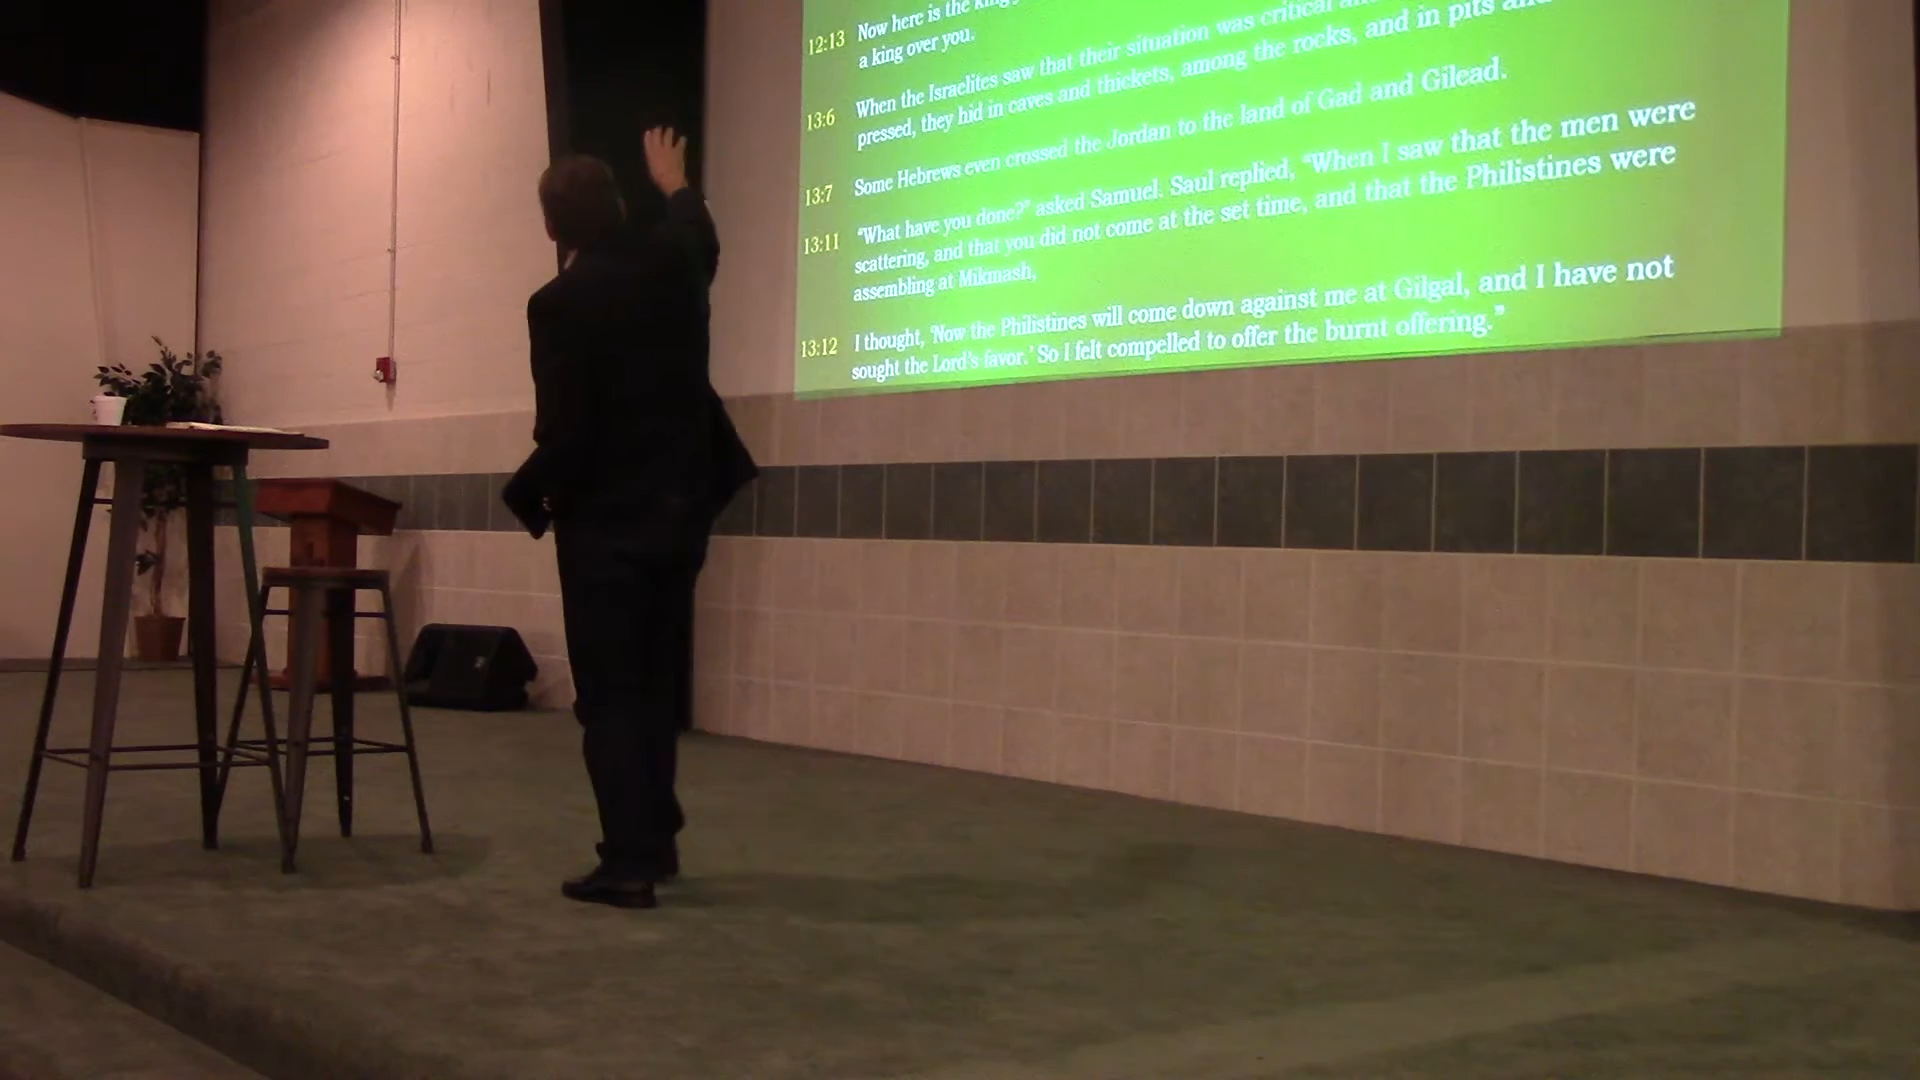 12:13 Now here is the king
a king over you.
13:6 When the Israelites saw that their situation was critical
pressed, they hid in caves and thickets, among the rocks, and in pits and
13:7 Some Hebrews even crossed the Jordan to the land of Gad and Gilead.
13:11 “What have you done?” asked Samuel. Saul replied, “When I saw that the men were
scattering, and that you did not come at the set time, and that the Philistines were
assembling at Mikmash,
13:12 I thought, ‘Now the Philistines will come down against me at Gilgal, and I have not
sought the Lord’s favor.’ So I felt compelled to offer the burnt offering.”